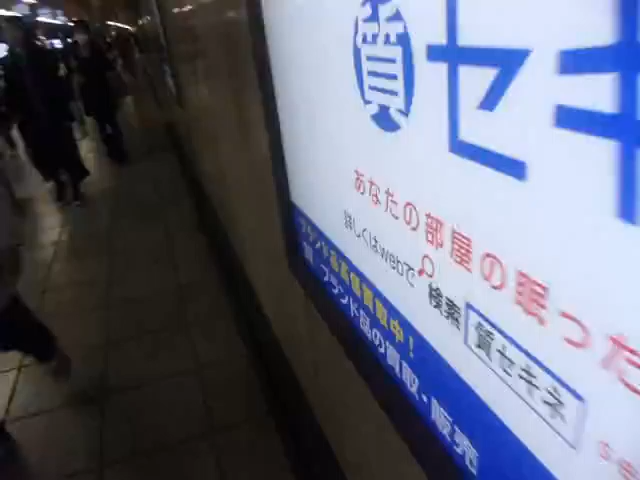 質 セキ
あなたの部屋の眠った
詳しくはwebで 検索 質セキネ
ブランド品高価買取中！
質 ブランド品の買取・販売